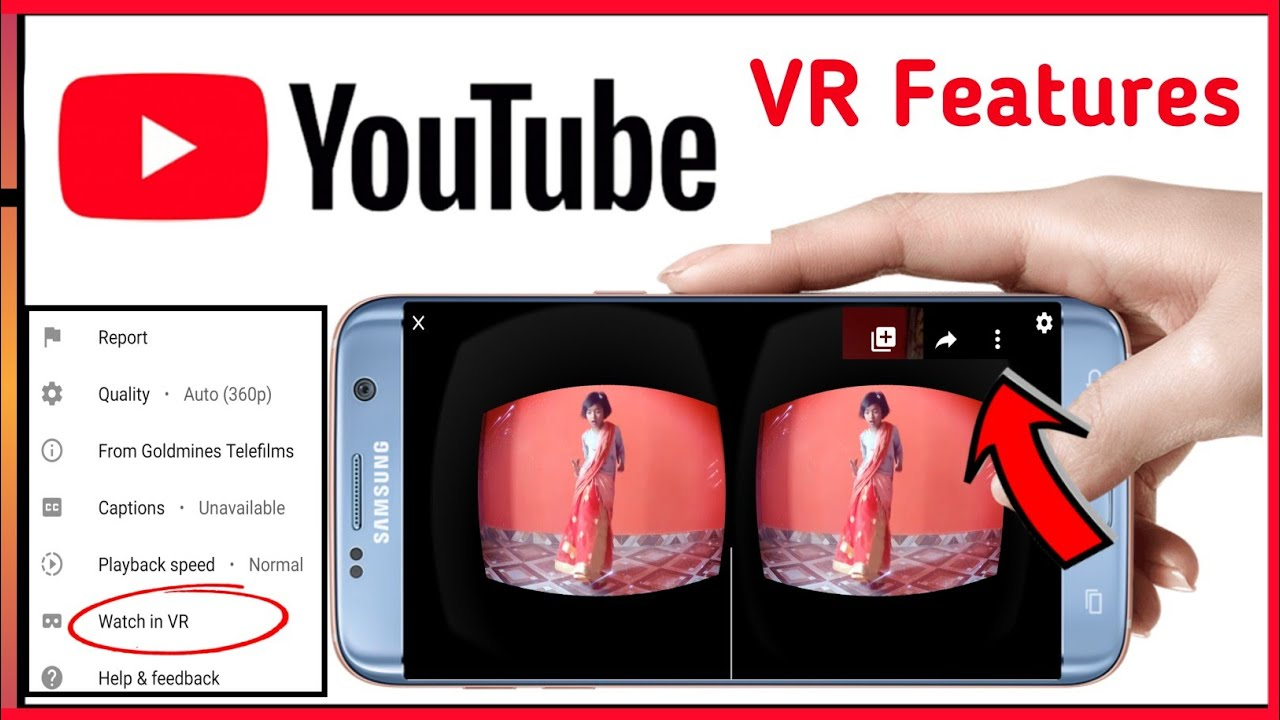 YouTube
VR Features
Report
Quality • Auto (360p)
From Goldmines Telefilms
CC
Captions • Unavailable
Playback speed • Normal
Watch in VR
? Help & feedback
X
SAMSUNG